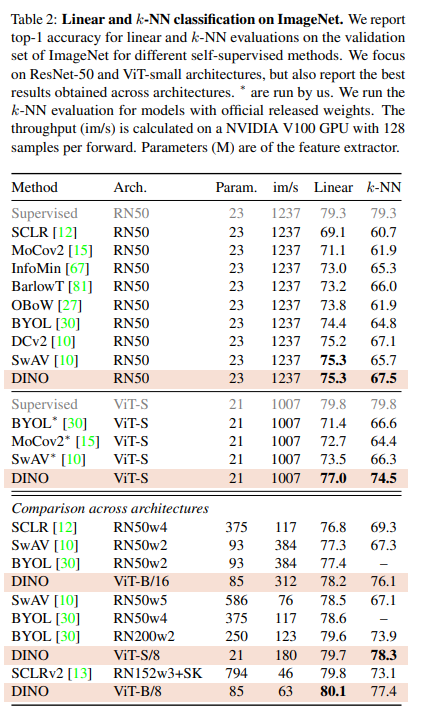 Table 2: Linear and k-NN classification on ImageNet. We report
top-1 accuracy for linear and k-NN evaluations on the validation
set of ImageNet for different self-supervised methods. We focus
on ResNet-50 and ViT-small architectures, but also report the best
results obtained across architectures. * are run by us. We run the
k-NN evaluation for models with official released weights. The
throughput (im/s) is calculated on a NVIDIA V100 GPU with 128
samples per forward. Parameters (M) are of the feature extractor.
Method Arch. Param. im/s Linear k-NN
Supervised RN50 23 1237 79.3 79.3
SCLR [12] RN50 23 1237 69.1 60.7
MoCov2 [15] RN50 23 1237 71.1 61.9
InfoMin [67] RN50 23 1237 73.0 65.3
BarlowT [81] RN50 23 1237 73.2 66.0
OBoW [27] RN50 23 1237 73.8 61.9
BYOL [30] RN50 23 1237 74.4 64.8
DCv2 [10] RN50 23 1237 75.2 67.1
SwAV [10] RN50 23 1237 75.3 65.7
DINO RN50 23 1237 75.3 67.5
Supervised ViT-S 21 1007 79.8 79.8
BYOL* [30] ViT-S 21 1007 71.4 66.6
MoCov2* [15] ViT-S 21 1007 72.7 64.4
SwAV* [10] ViT-S 21 1007 73.5 66.3
DINO ViT-S 21 1007 77.0 74.5
Comparison across architectures
SCLR [12] RN50w4 375 117 76.8 69.3
SwAV [10] RN50w2 93 384 77.3 67.3
BYOL [30] RN50w2 93 384 77.4 –
DINO ViT-B/16 85 312 78.2 76.1
SwAV [10] RN50w5 586 76 78.5 67.1
BYOL [30] RN50w4 375 117 78.6 –
BYOL [30] RN200w2 250 123 79.6 73.9
DINO ViT-S/8 21 180 79.7 78.3
SCLRv2 [13] RN152w3+SK 794 46 79.8 73.1
DINO ViT-B/8 85 63 80.1 77.4